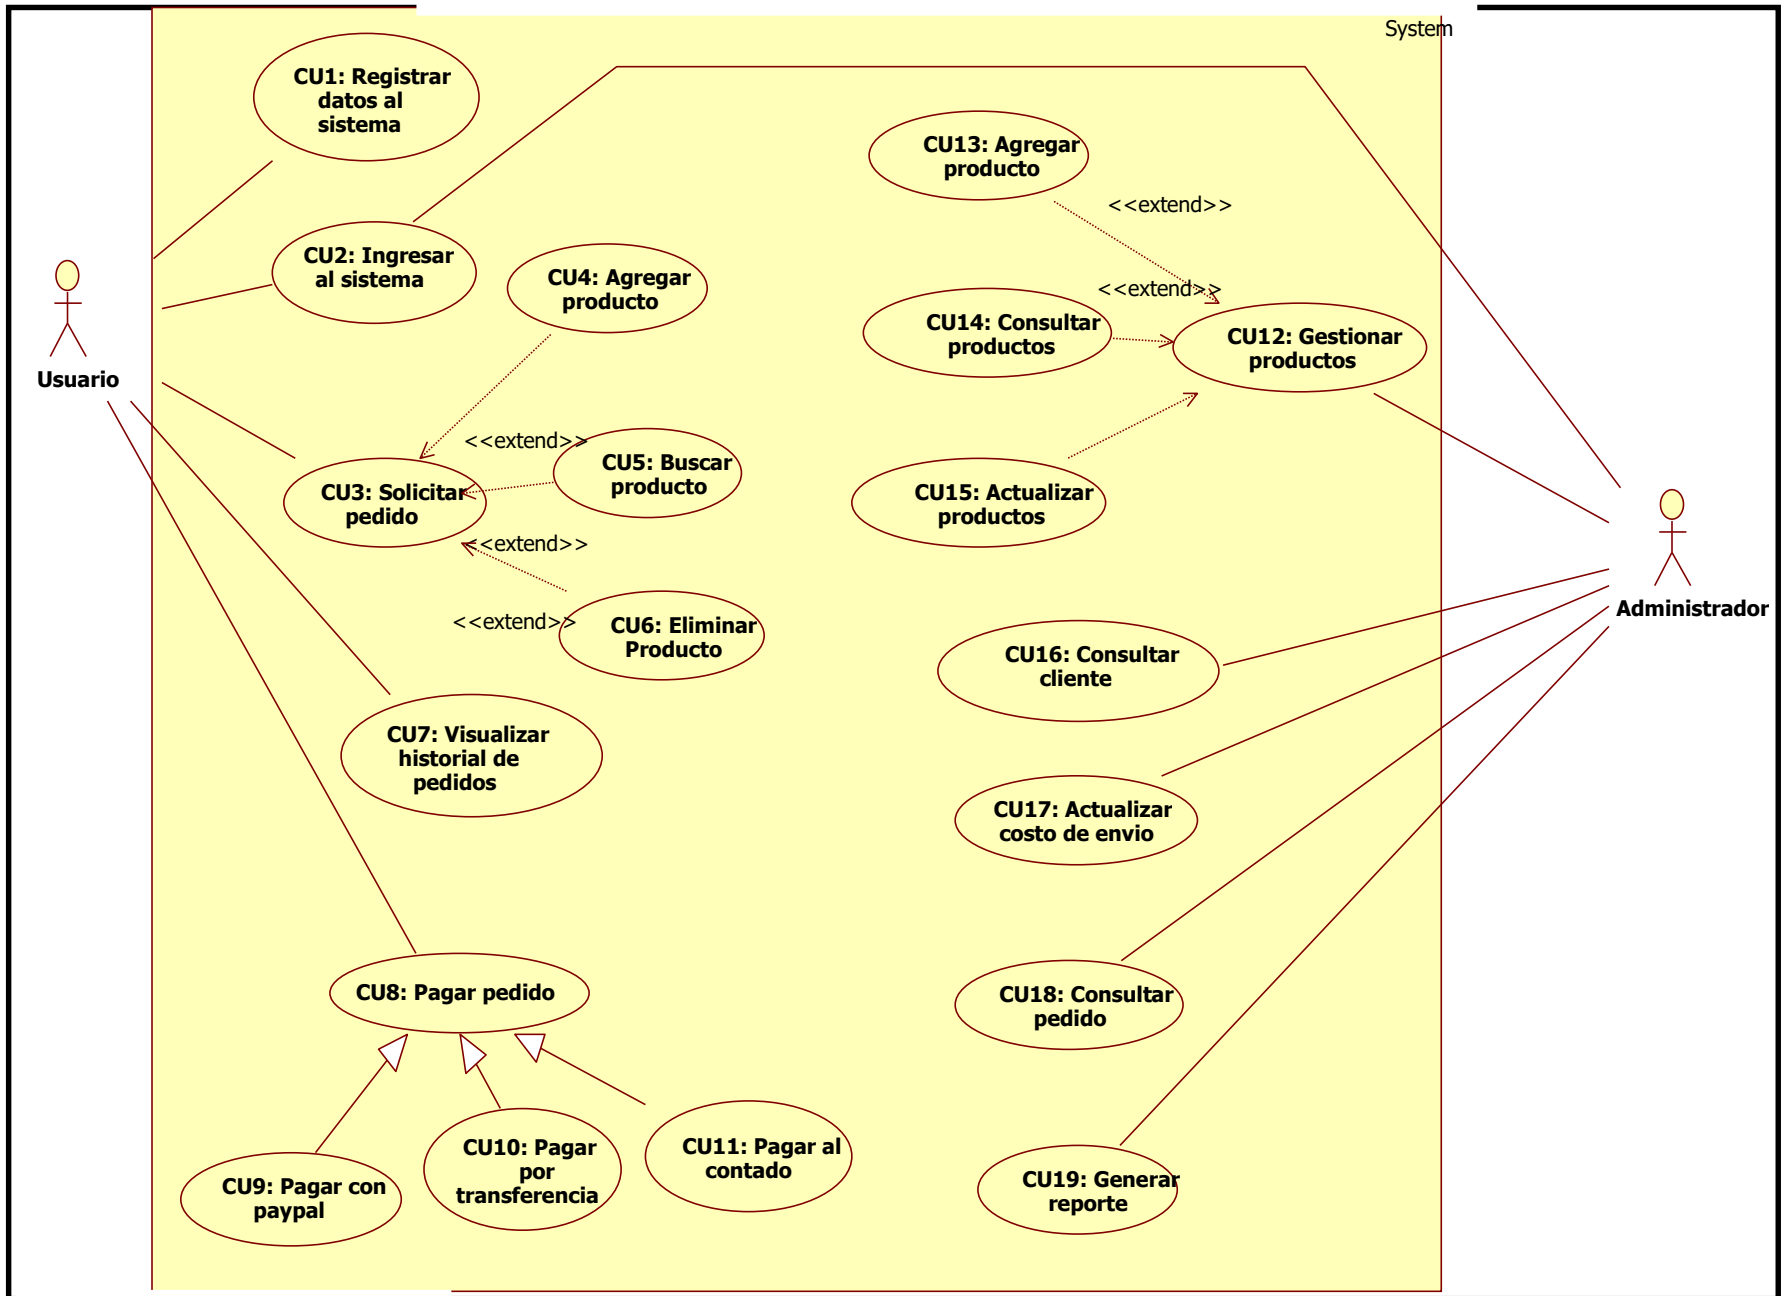 System
CU1: Registrar
datos al
sistema
CU13: Agregar
producto
<<extend>>
CU2: Ingresar
al sistema
CU4: Agregar
producto
<<extend>>
CU14: Consultar
productos
CU12: Gestionar
productos
Usuario
<<extend>>
CU5: Buscar
producto
CU3: Solicitar
pedido
CU15: Actualizar
productos
<<extend>>
<<extend>>
CU6: Eliminar
Producto
Administrador
CU16: Consultar
cliente
CU7: Visualizar
historial de
pedidos
CU17: Actualizar
costo de envio
CU8: Pagar pedido
CU18: Consultar
pedido
CU9: Pagar con
paypal
CU10: Pagar
por
transferencia
CU11: Pagar al
contado
CU19: Generar
reporte